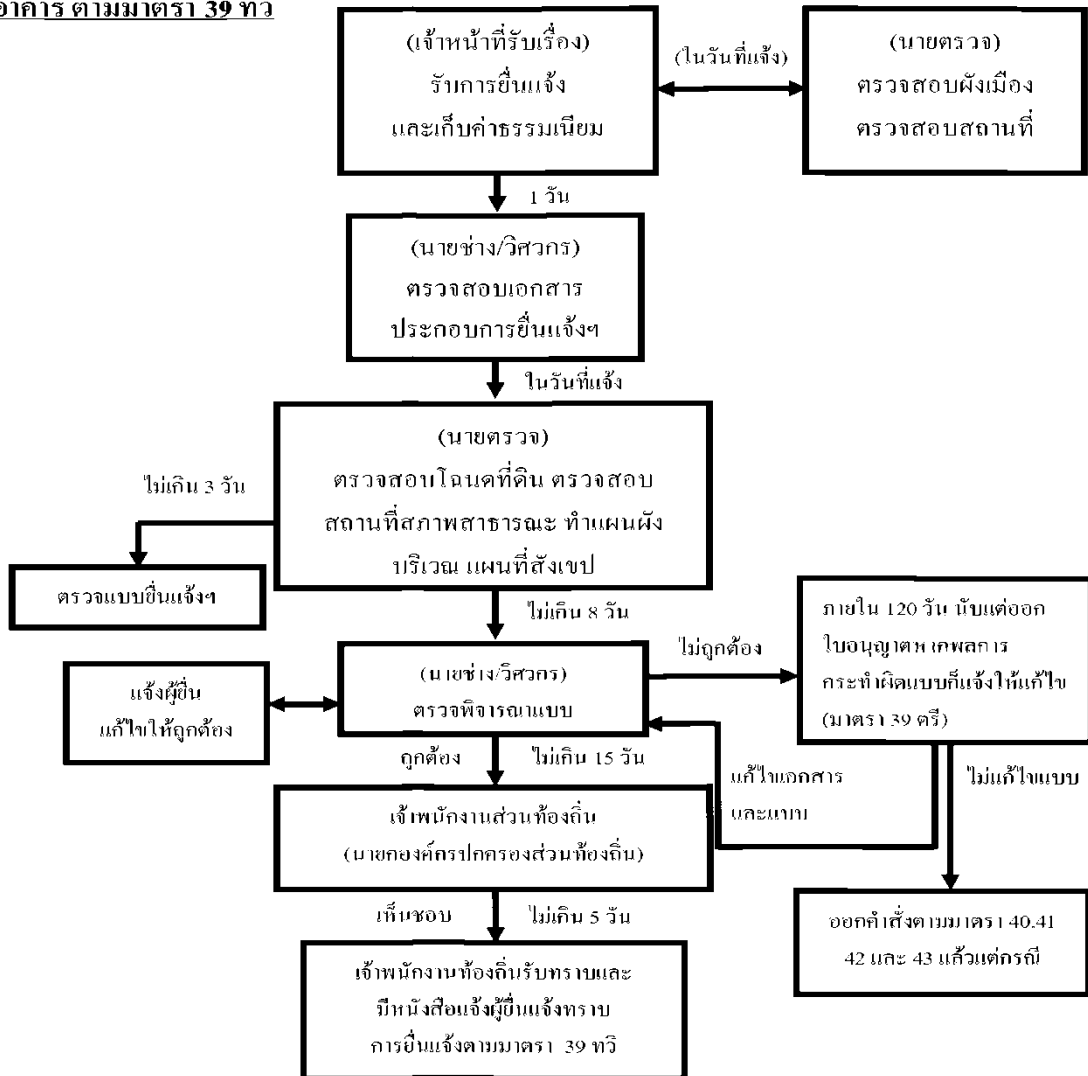 อาคาร ตามมาตรา 39 ทวิ
(เจ้าหน้าที่รับเรื่อง)
รับการยื่นแจ้ง
และเก็บค่าธรรมเนียม
(ในวันที่แจ้ง)
(นายตรวจ)
ตรวจสอบผังเมือง
ตรวจสอบสถานที่
1 วัน
(นายช่าง/วิศวกร)
ตรวจสอบเอกสาร
ประกอบการยื่นแจ้งฯ
ในวันที่แจ้ง
(นายตรวจ)
ตรวจสอบโฉนดที่ดิน ตรวจสอบ
สถานที่สภาพสาธารณะ ทำแผนผัง
บริเวณ แผนที่สังเขป
ไม่เกิน 3 วัน
ตรวจแบบยื่นแจ้งฯ
ไม่เกิน 8 วัน
(นายช่าง/วิศวกร)
ตรวจพิจารณาแบบ
แจ้งผู้ยื่น
แก้ไขให้ถูกต้อง
ไม่ถูกต้อง
ภายใน 120 วัน นับแต่ออก
ใบอนุญาตหากพลการ
กระทำผิดแบบก็แจ้งให้แก้ไข
(มาตรา 39 ตรี)
ถูกต้อง
ไม่เกิน 15 วัน
แก้ไขเอกสาร
และแบบ
ไม่แก้ไขแบบ
เจ้าพนักงานส่วนท้องถิ่น
(นายกองค์กรปกครองส่วนท้องถิ่น)
เห็นชอบ
ไม่เกิน 5 วัน
ออกคำสั่งตามมาตรา 40.41
42 และ 43 แล้วแต่กรณี
เจ้าพนักงานท้องถิ่นรับทราบและ
มีหนังสือแจ้งผู้ยื่นแจ้งทราบ
การยื่นแจ้งตามมาตรา 39 ทวิ